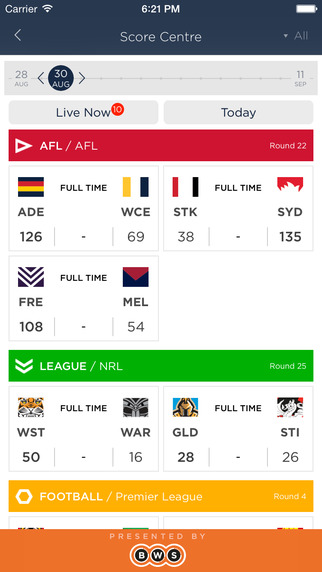 Carrier 6:21 PM
Score Centre
All
28 AUG
30 AUG
11 SEP
Live Now 10
Today
AFL / AFL Round 22
FULL TIME
ADE WCE
126 - 69
FULL TIME
STK SYD
38 - 135
FULL TIME
FRE MEL
108 - 54
LEAGUE / NRL Round 25
FULL TIME
WST WAR
50 - 16
FULL TIME
GLD STI
28 - 26
FOOTBALL / Premier League Round 4
PRESENTED BY
BWS